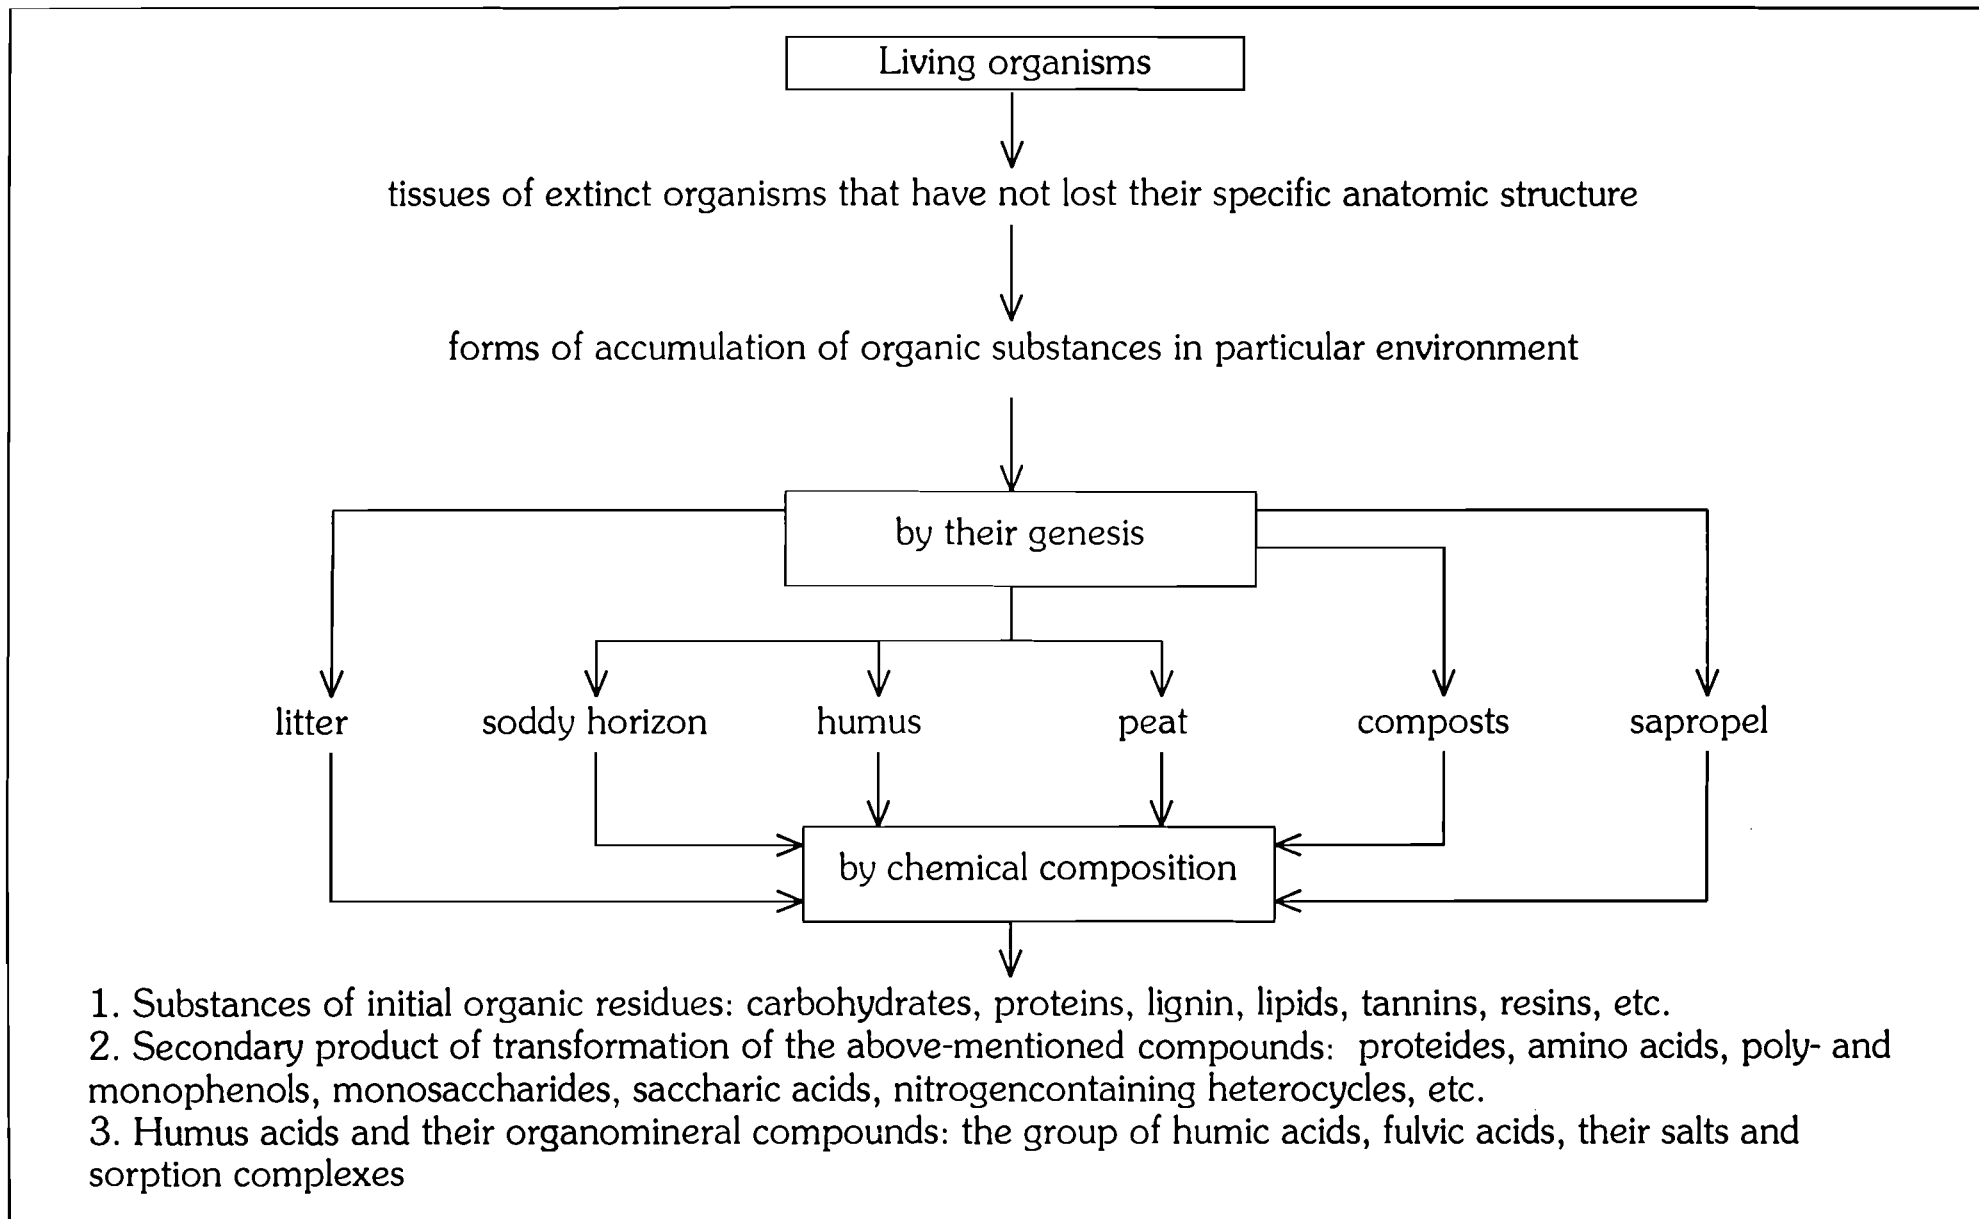 Living organisms
tissues of extinct organisms that have not lost their specific anatomic structure
forms of accumulation of organic substances in particular environment
by their genesis
litter
soddy horizon
humus
peat
composts
sapropel
by chemical composition
1. Substances of initial organic residues: carbohydrates, proteins, lignin, lipids, tannins, resins, etc.
2. Secondary product of transformation of the above-mentioned compounds: proteides, amino acids, poly- and
monophenols, monosaccharides, saccharic acids, nitrogencontaining heterocycles, etc.
3. Humus acids and their organomineral compounds: the group of humic acids, fulvic acids, their salts and
sorption complexes